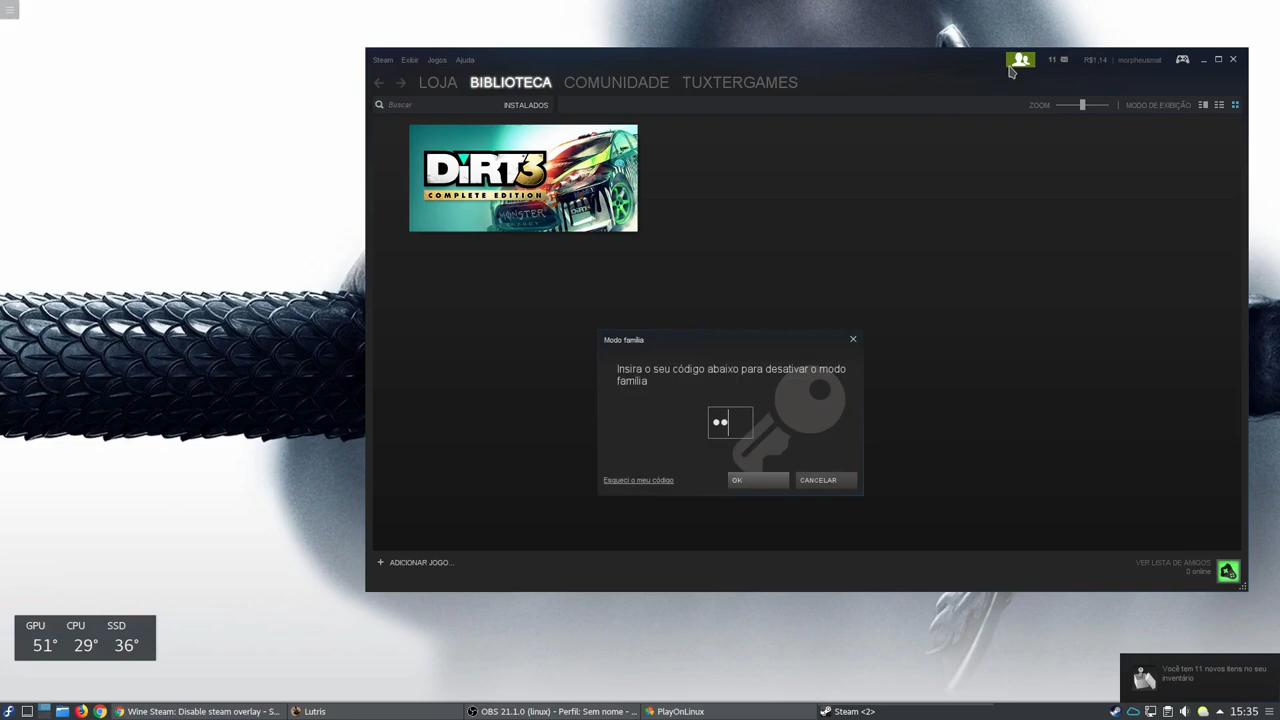 Steam Exibir Jogos Ajuda
11
R$1,14 | morpheusmat
LOJA BIBLIOTECA COMUNIDADE TUXTERGAMES
Buscar
INSTALADOS
ZOOM
MODO DE EXIBIÇÃO
DiRT3
COMPLETE EDITION
MONSTER
ENERGY
Modo família
Insira o seu código abaixo para desativar o modo
família
Esqueci o meu código
OK
CANCELAR
+ ADICIONAR JOGO...
VER LISTA DE AMIGOS
0 online
GPU CPU SSD
51° 29° 36°
Você tem 11 novos itens no seu
inventário
Wine Steam: Disable steam overlay - S...
Lutris
OBS 21.1.0 (linux) - Perfil: Sem nome - ...
PlayOnLinux
Steam <2>
15:35